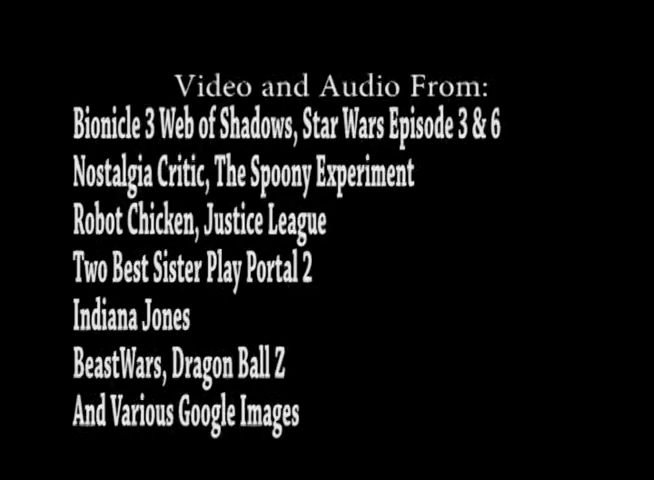 Video and Audio From:
Bionicle 3 Web of Shadows, Star Wars Episode 3 & 6
Nostalgia Critic, The Spoony Experiment
Robot Chicken, Justice League
Two Best Sister Play Portal 2
Indiana Jones
BeastWars, Dragon Ball Z
And Various Google Images